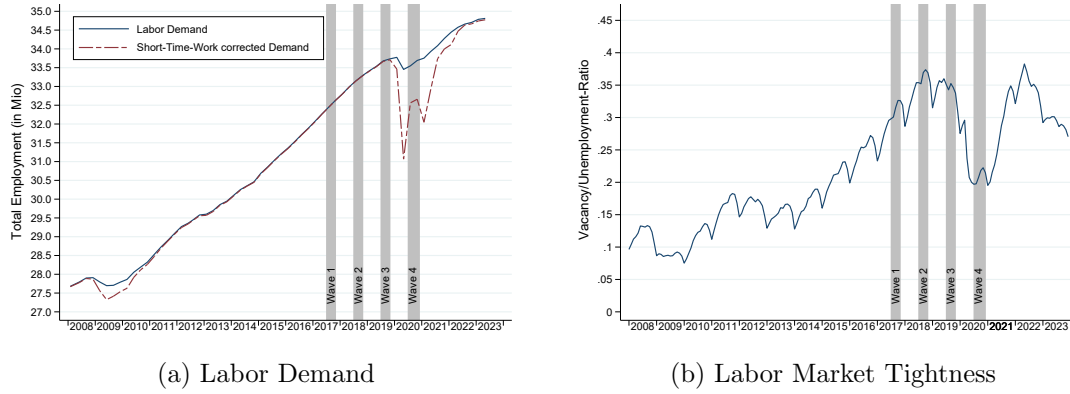 35.0
34.5
34.0
33.5
33.0
32.5
32.0
31.5
31.0
30.5
30.0
29.5
29.0
28.5
28.0
27.5
27.0
Total Employment (in Mio)
Labor Demand
Short-Time-Work corrected Demand
Wave 1
Wave 2
Wave 3
Wave 4
2008 2009 2010 2011 2012 2013 2014 2015 2016 2017 2018 2019 2020 2021 2022 2023
(a) Labor Demand
.45
.4
.35
.3
.25
.2
.15
.1
.05
0
Vacancy/Unemployment-Ratio
Wave 1
Wave 2
Wave 3
Wave 4
2008 2009 2010 2011 2012 2013 2014 2015 2016 2017 2018 2019 2020 2021 2022 2023
(b) Labor Market Tightness